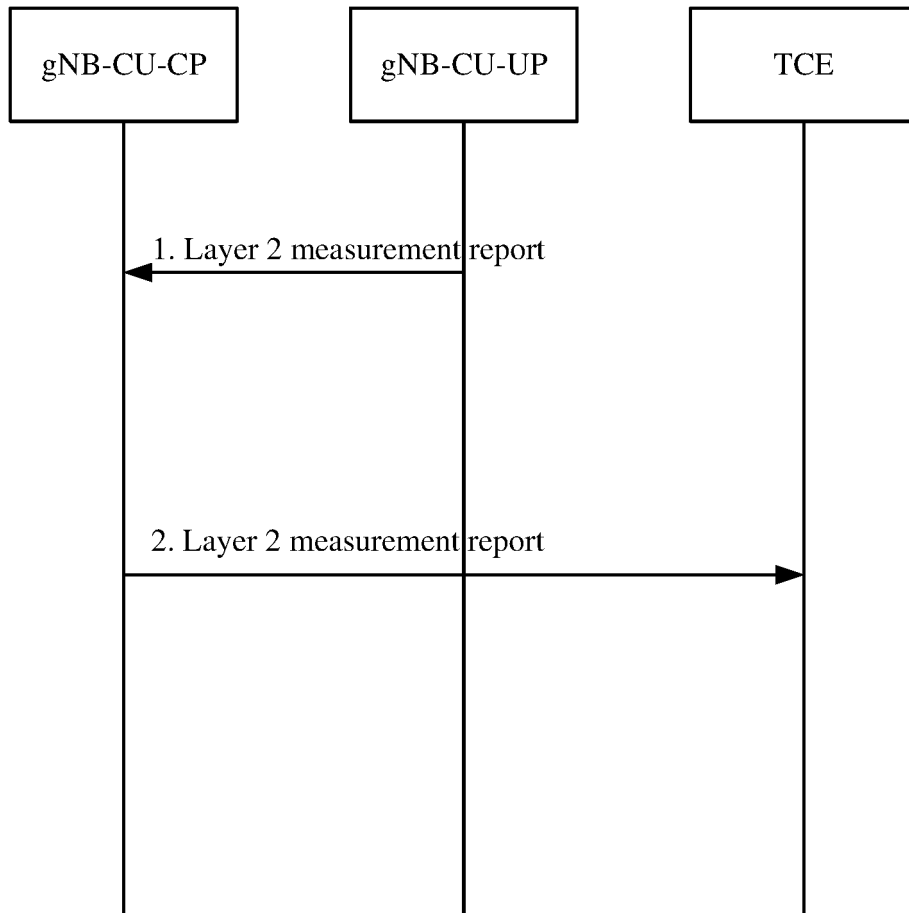 gNB-CU-CP
gNB-CU-UP
TCE
1. Layer 2 measurement report
2. Layer 2 measurement report